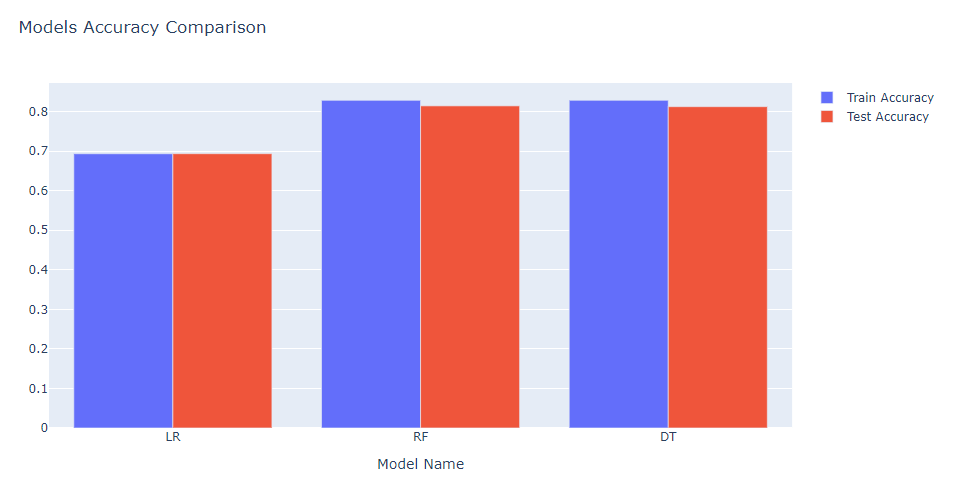 Models Accuracy Comparison
Train Accuracy
Test Accuracy
0.8
0.7
0.6
0.5
0.4
0.3
0.2
0.1
0
LR RF DT
Model Name